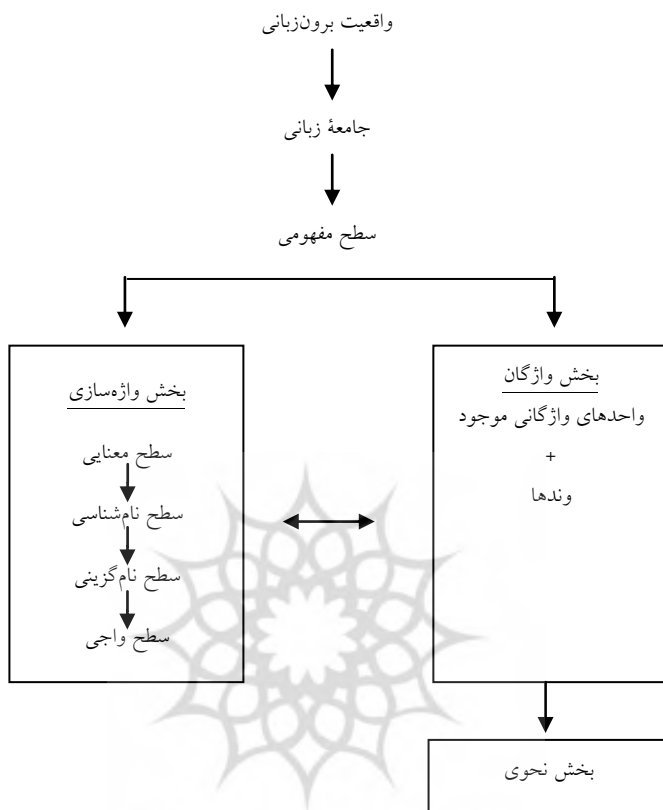 واقعیت برون‌زبانی
جامعۀ زبانی
سطح مفهومی
بخش واژگان
واحدهای واژگانی موجود
+
وندها
بخش واژه‌سازی
سطح معنایی
سطح نام‌شناسی
سطح نام‌گزینی
سطح واجی
بخش نحوی